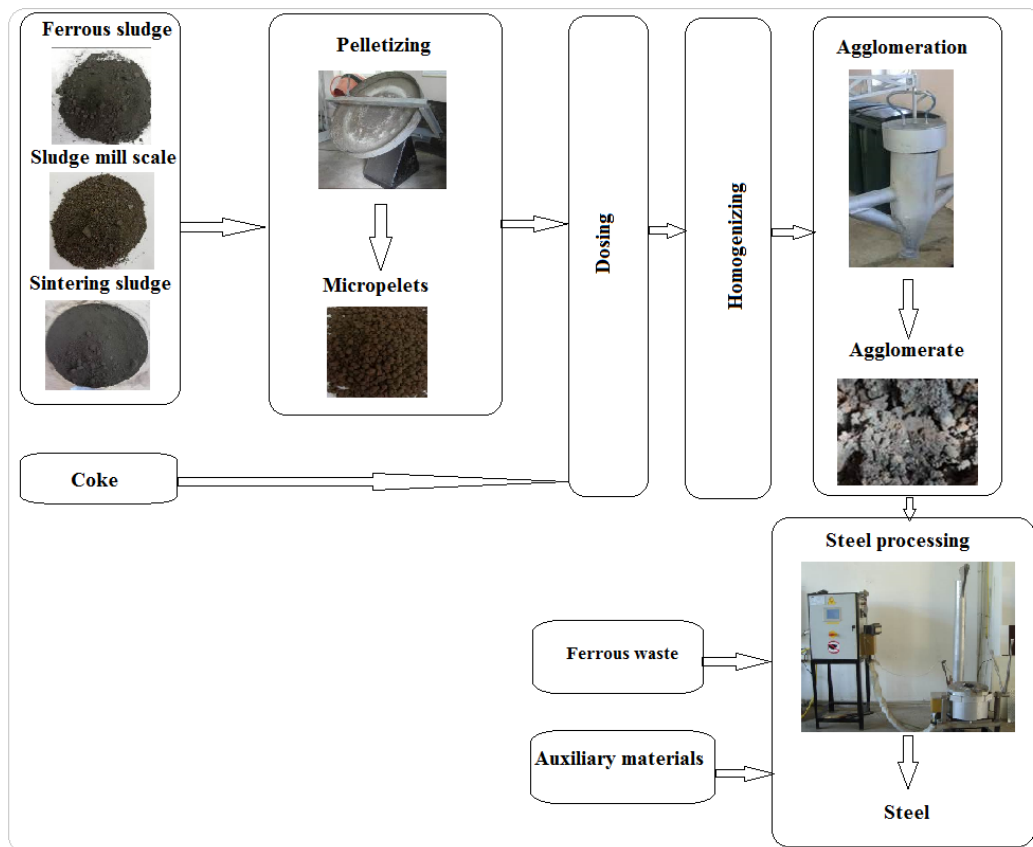 Ferrous sludge
Sludge mill scale
Sintering sludge
Pelletizing
Micropelets
Dosing
Homogenizing
Agglomeration
Agglomerate
Coke
Steel processing
Ferrous waste
Auxiliary materials
Steel